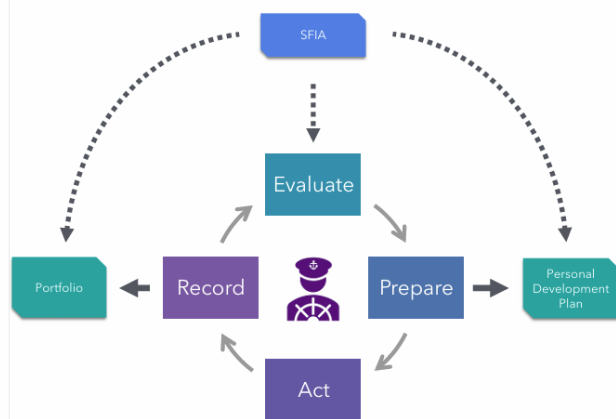 SFIA
Evaluate
Portfolio
Record
Prepare
Personal
Development
Plan
Act